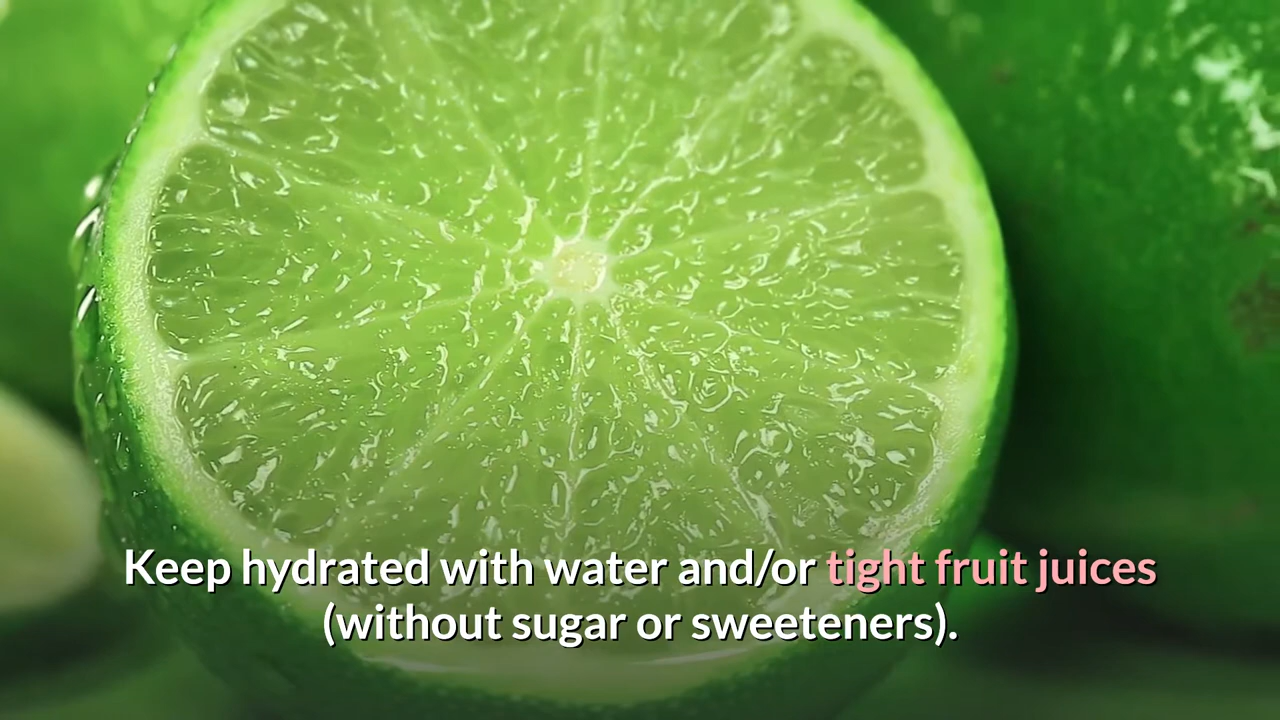 Keep hydrated with water and/or tight fruit juices
(without sugar or sweeteners).